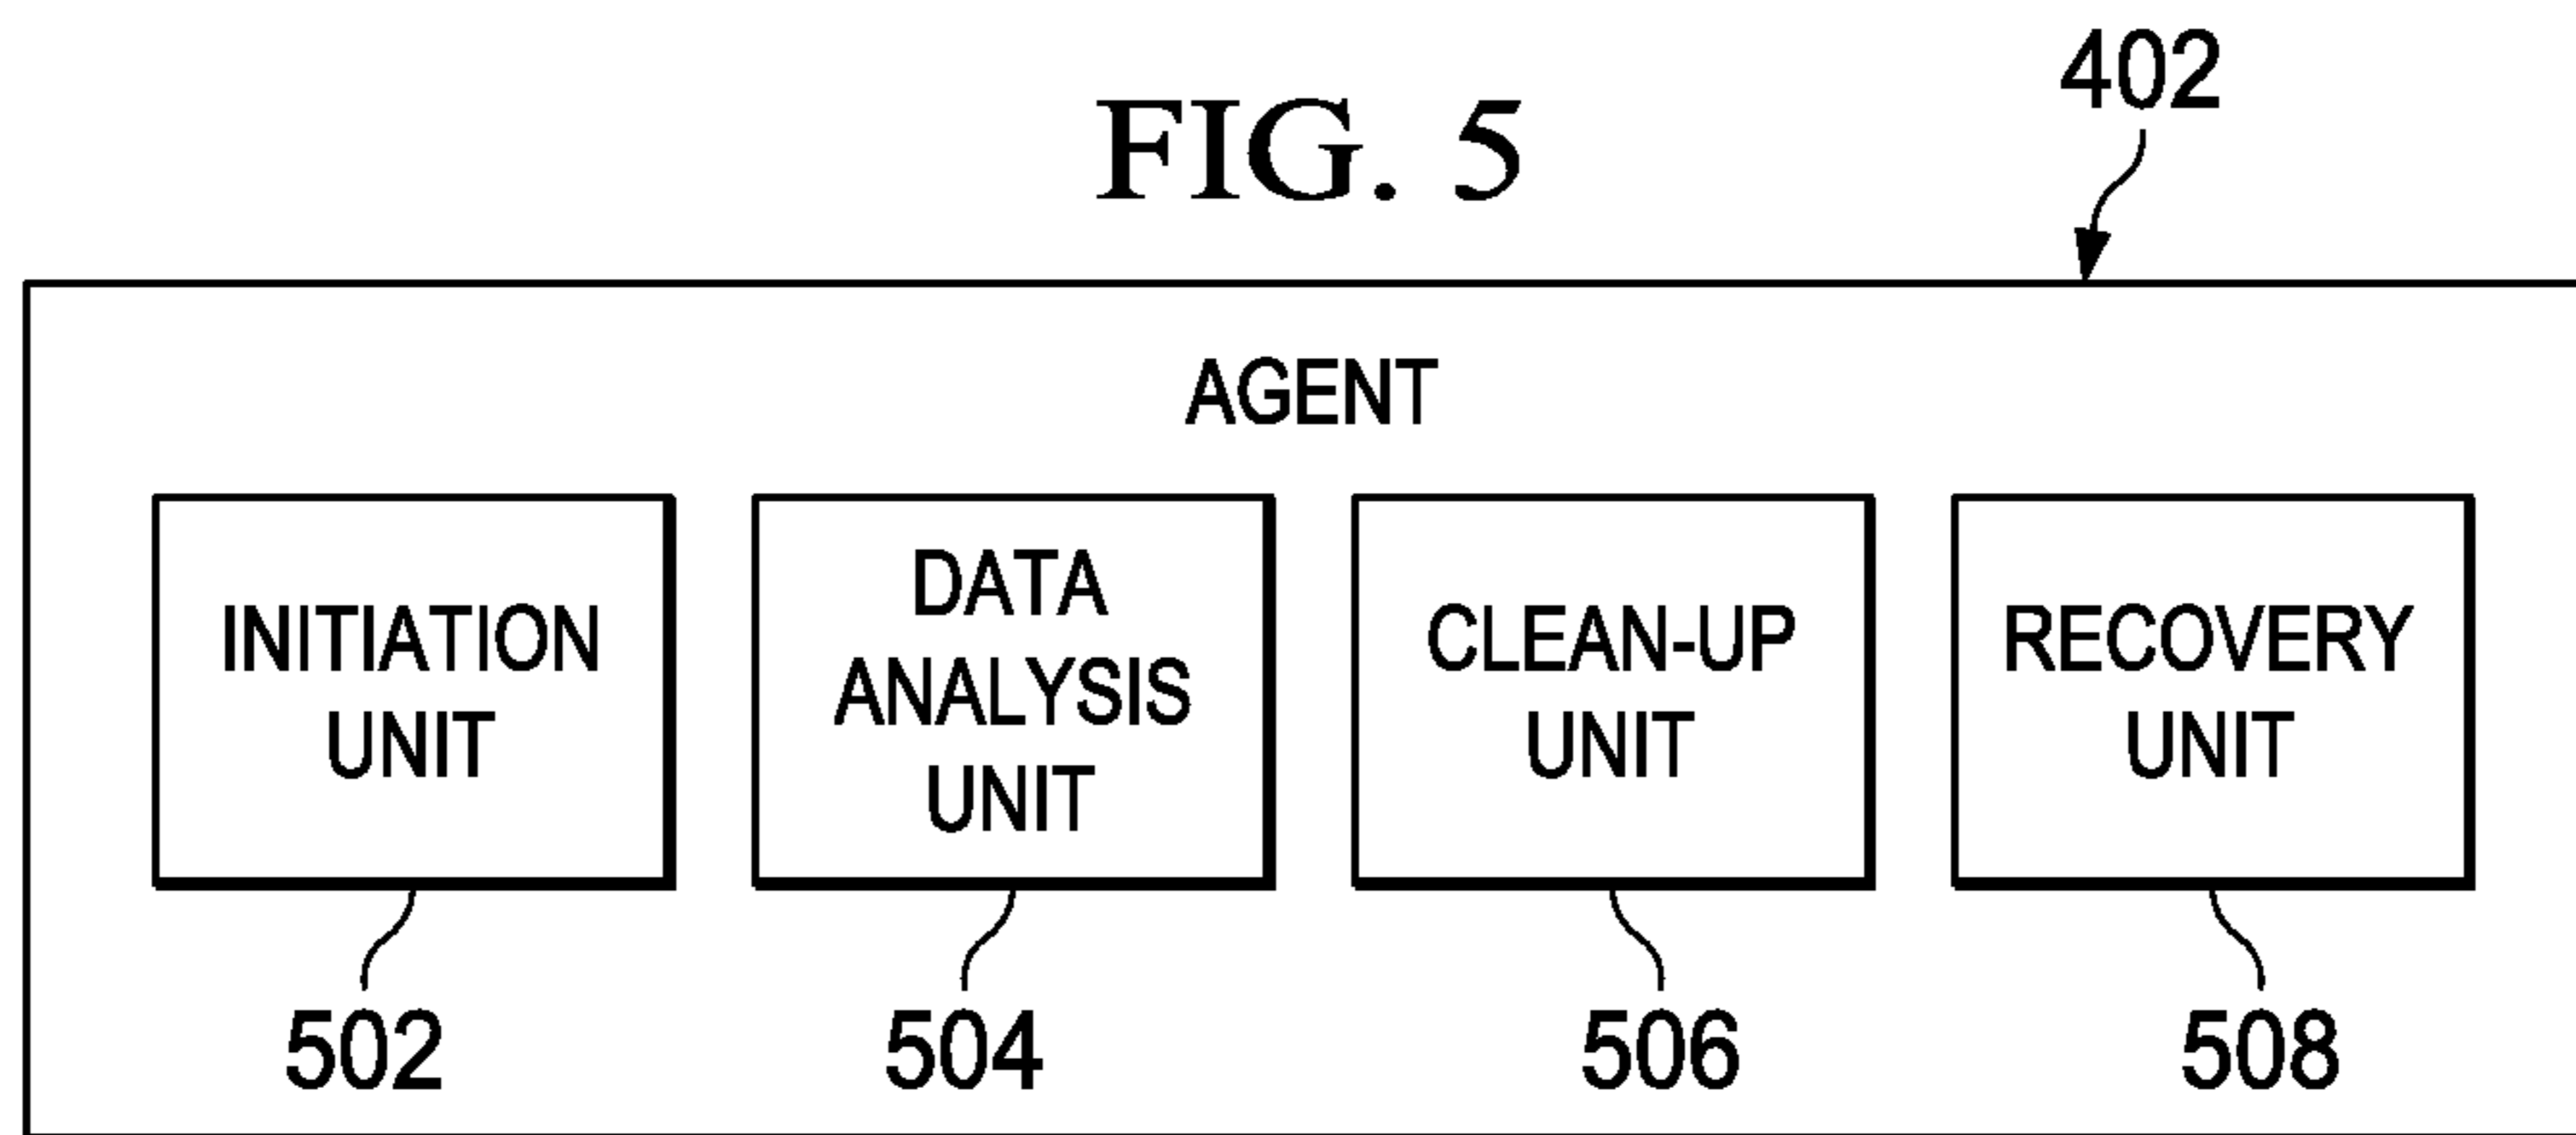 402
FIG. 5
AGENT
INITIATION
UNIT
DATA
ANALYSIS
UNIT
CLEAN-UP
UNIT
RECOVERY
UNIT
502
504
506
508